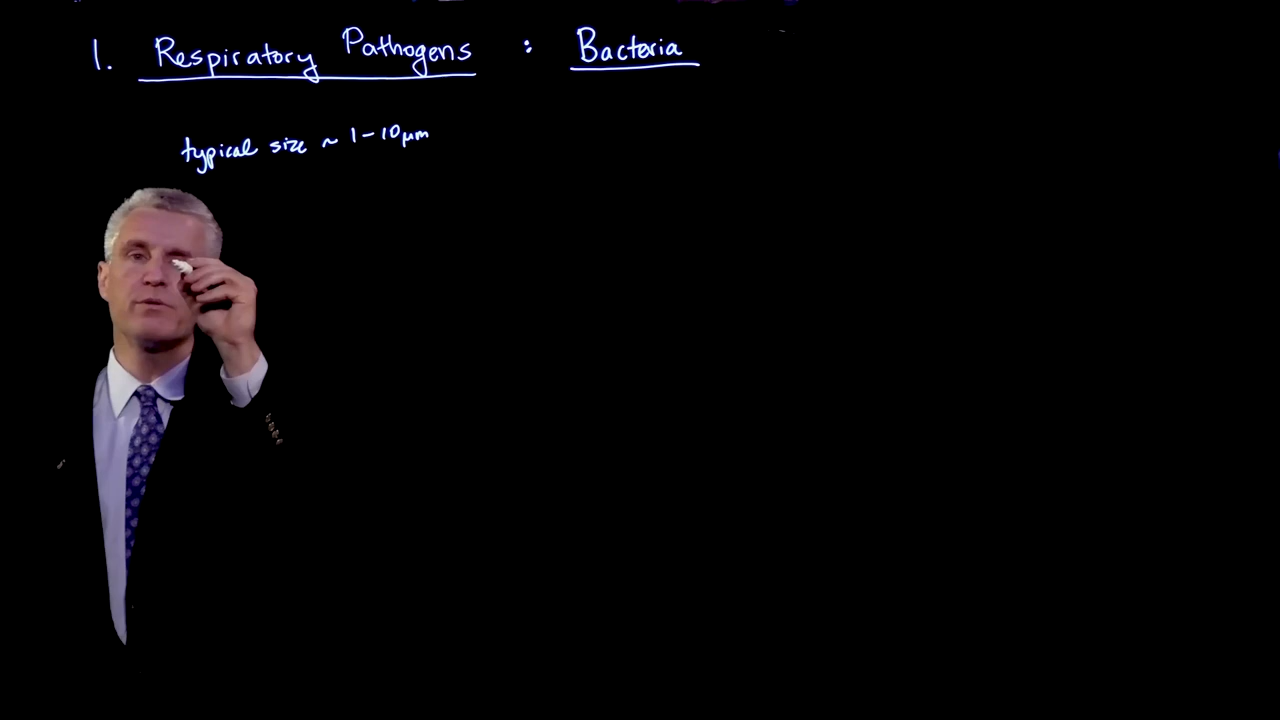 1. Respiratory Pathogens : Bacteria
typical size ~ 1-10μm